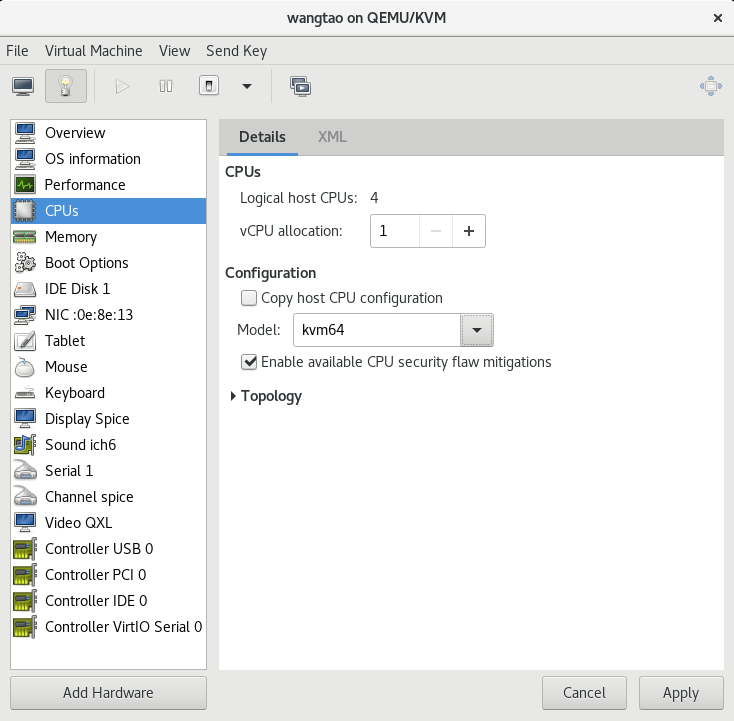 wangtao on QEMU/KVM
File Virtual Machine View Send Key
Overview
OS information
Performance
CPUs
Memory
Boot Options
IDE Disk 1
NIC :0e:8e:13
Tablet
Mouse
Keyboard
Display Spice
Sound ich6
Serial 1
Channel spice
Video QXL
Controller USB 0
Controller PCI 0
Controller IDE 0
Controller VirtIO Serial 0
Add Hardware
Details XML
CPUs
Logical host CPUs: 4
vCPU allocation: 1
Configuration
Copy host CPU configuration
Model: kvm64
Enable available CPU security flaw mitigations
Topology
Cancel Apply